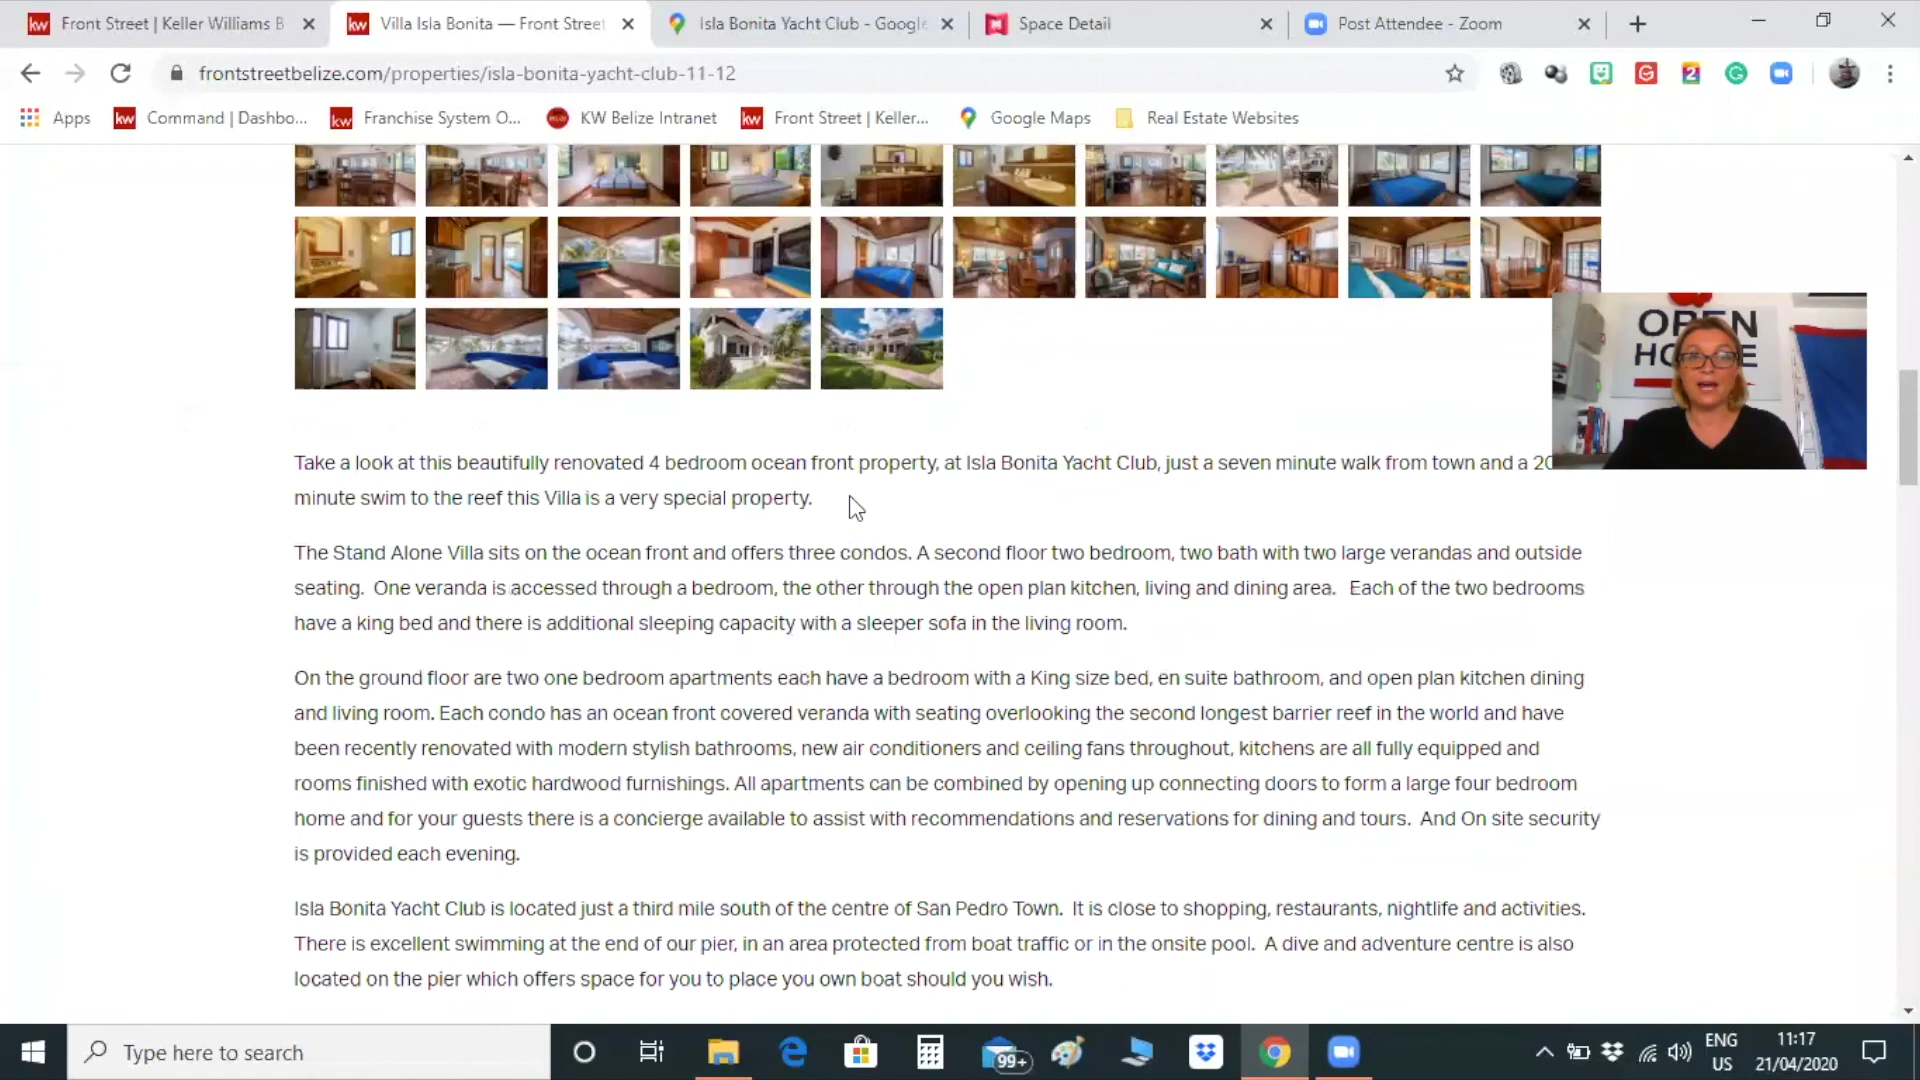 Front Street | Keller Williams B
Villa Isla Bonita — Front Street
Isla Bonita Yacht Club - Google
Space Detail
Post Attendee - Zoom
frontstreetbelize.com/properties/isla-bonita-yacht-club-11-12
Apps
kw Command | Dashbo...
kw Franchise System O...
KW Belize Intranet
kw Front Street | Keller...
Google Maps
Real Estate Websites
OPEN
Take a look at this beautifully renovated 4 bedroom ocean front property, at Isla Bonita Yacht Club, just a seven minute walk from town and a 20
minute swim to the reef this Villa is a very special property.
The Stand Alone Villa sits on the ocean front and offers three condos. A second floor two bedroom, two bath with two large verandas and outside
seating. One veranda is accessed through a bedroom, the other through the open plan kitchen, living and dining area. Each of the two bedrooms
have a king bed and there is additional sleeping capacity with a sleeper sofa in the living room.
On the ground floor are two one bedroom apartments each have a bedroom with a King size bed, en suite bathroom, and open plan kitchen dining
and living room. Each condo has an ocean front covered veranda with seating overlooking the second longest barrier reef in the world and have
been recently renovated with modern stylish bathrooms, new air conditioners and ceiling fans throughout, kitchens are all fully equipped and
rooms finished with exotic hardwood furnishings. All apartments can be combined by opening up connecting doors to form a large four bedroom
home and for your guests there is a concierge available to assist with recommendations and reservations for dining and tours. And On site security
is provided each evening.
Isla Bonita Yacht Club is located just a third mile south of the centre of San Pedro Town. It is close to shopping, restaurants, nightlife and activities.
There is excellent swimming at the end of our pier, in an area protected from boat traffic or in the onsite pool. A dive and adventure centre is also
located on the pier which offers space for you to place you own boat should you wish.
Type here to search
99+
ENG
US
11:17
21/04/2020